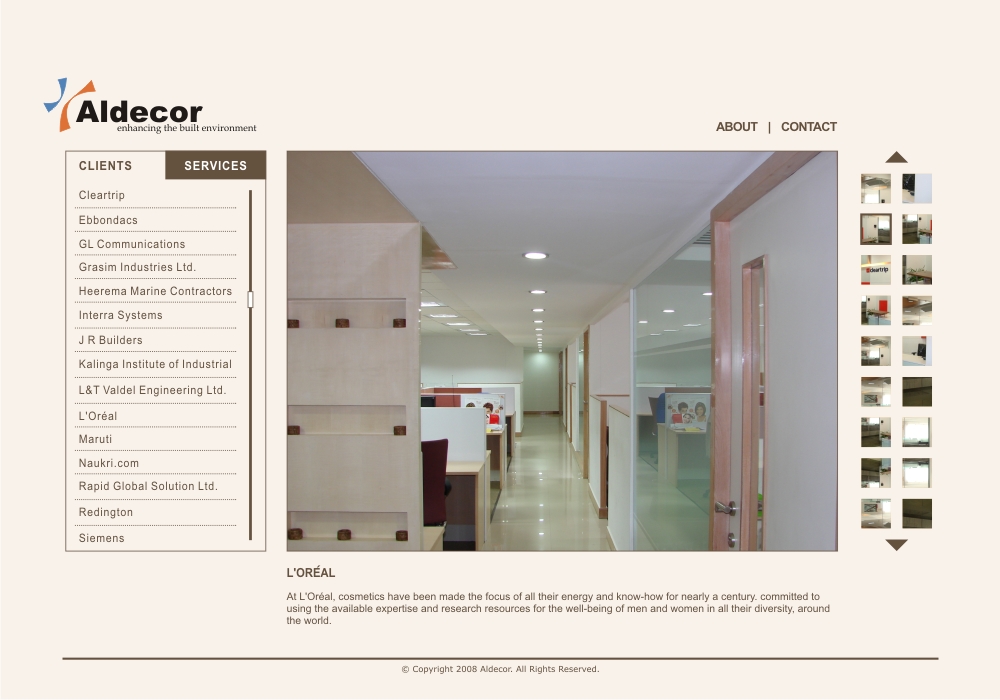 Aldecor
enhancing the built environment
ABOUT | CONTACT
CLIENTS SERVICES
Cleartrip
Ebbondacs
GL Communications
Grasim Industries Ltd.
Heerema Marine Contractors
Interra Systems
J R Builders
Kalinga Institute of Industrial
L&T Valdel Engineering Ltd.
L'Oréal
Maruti
Naukri.com
Rapid Global Solution Ltd.
Redington
Siemens
cleartrip
L'ORÉAL
At L'Oréal, cosmetics have been made the focus of all their energy and know-how for nearly a century. committed to
using the available expertise and research resources for the well-being of men and women in all their diversity, around
the world.
© Copyright 2008 Aldecor. All Rights Reserved.